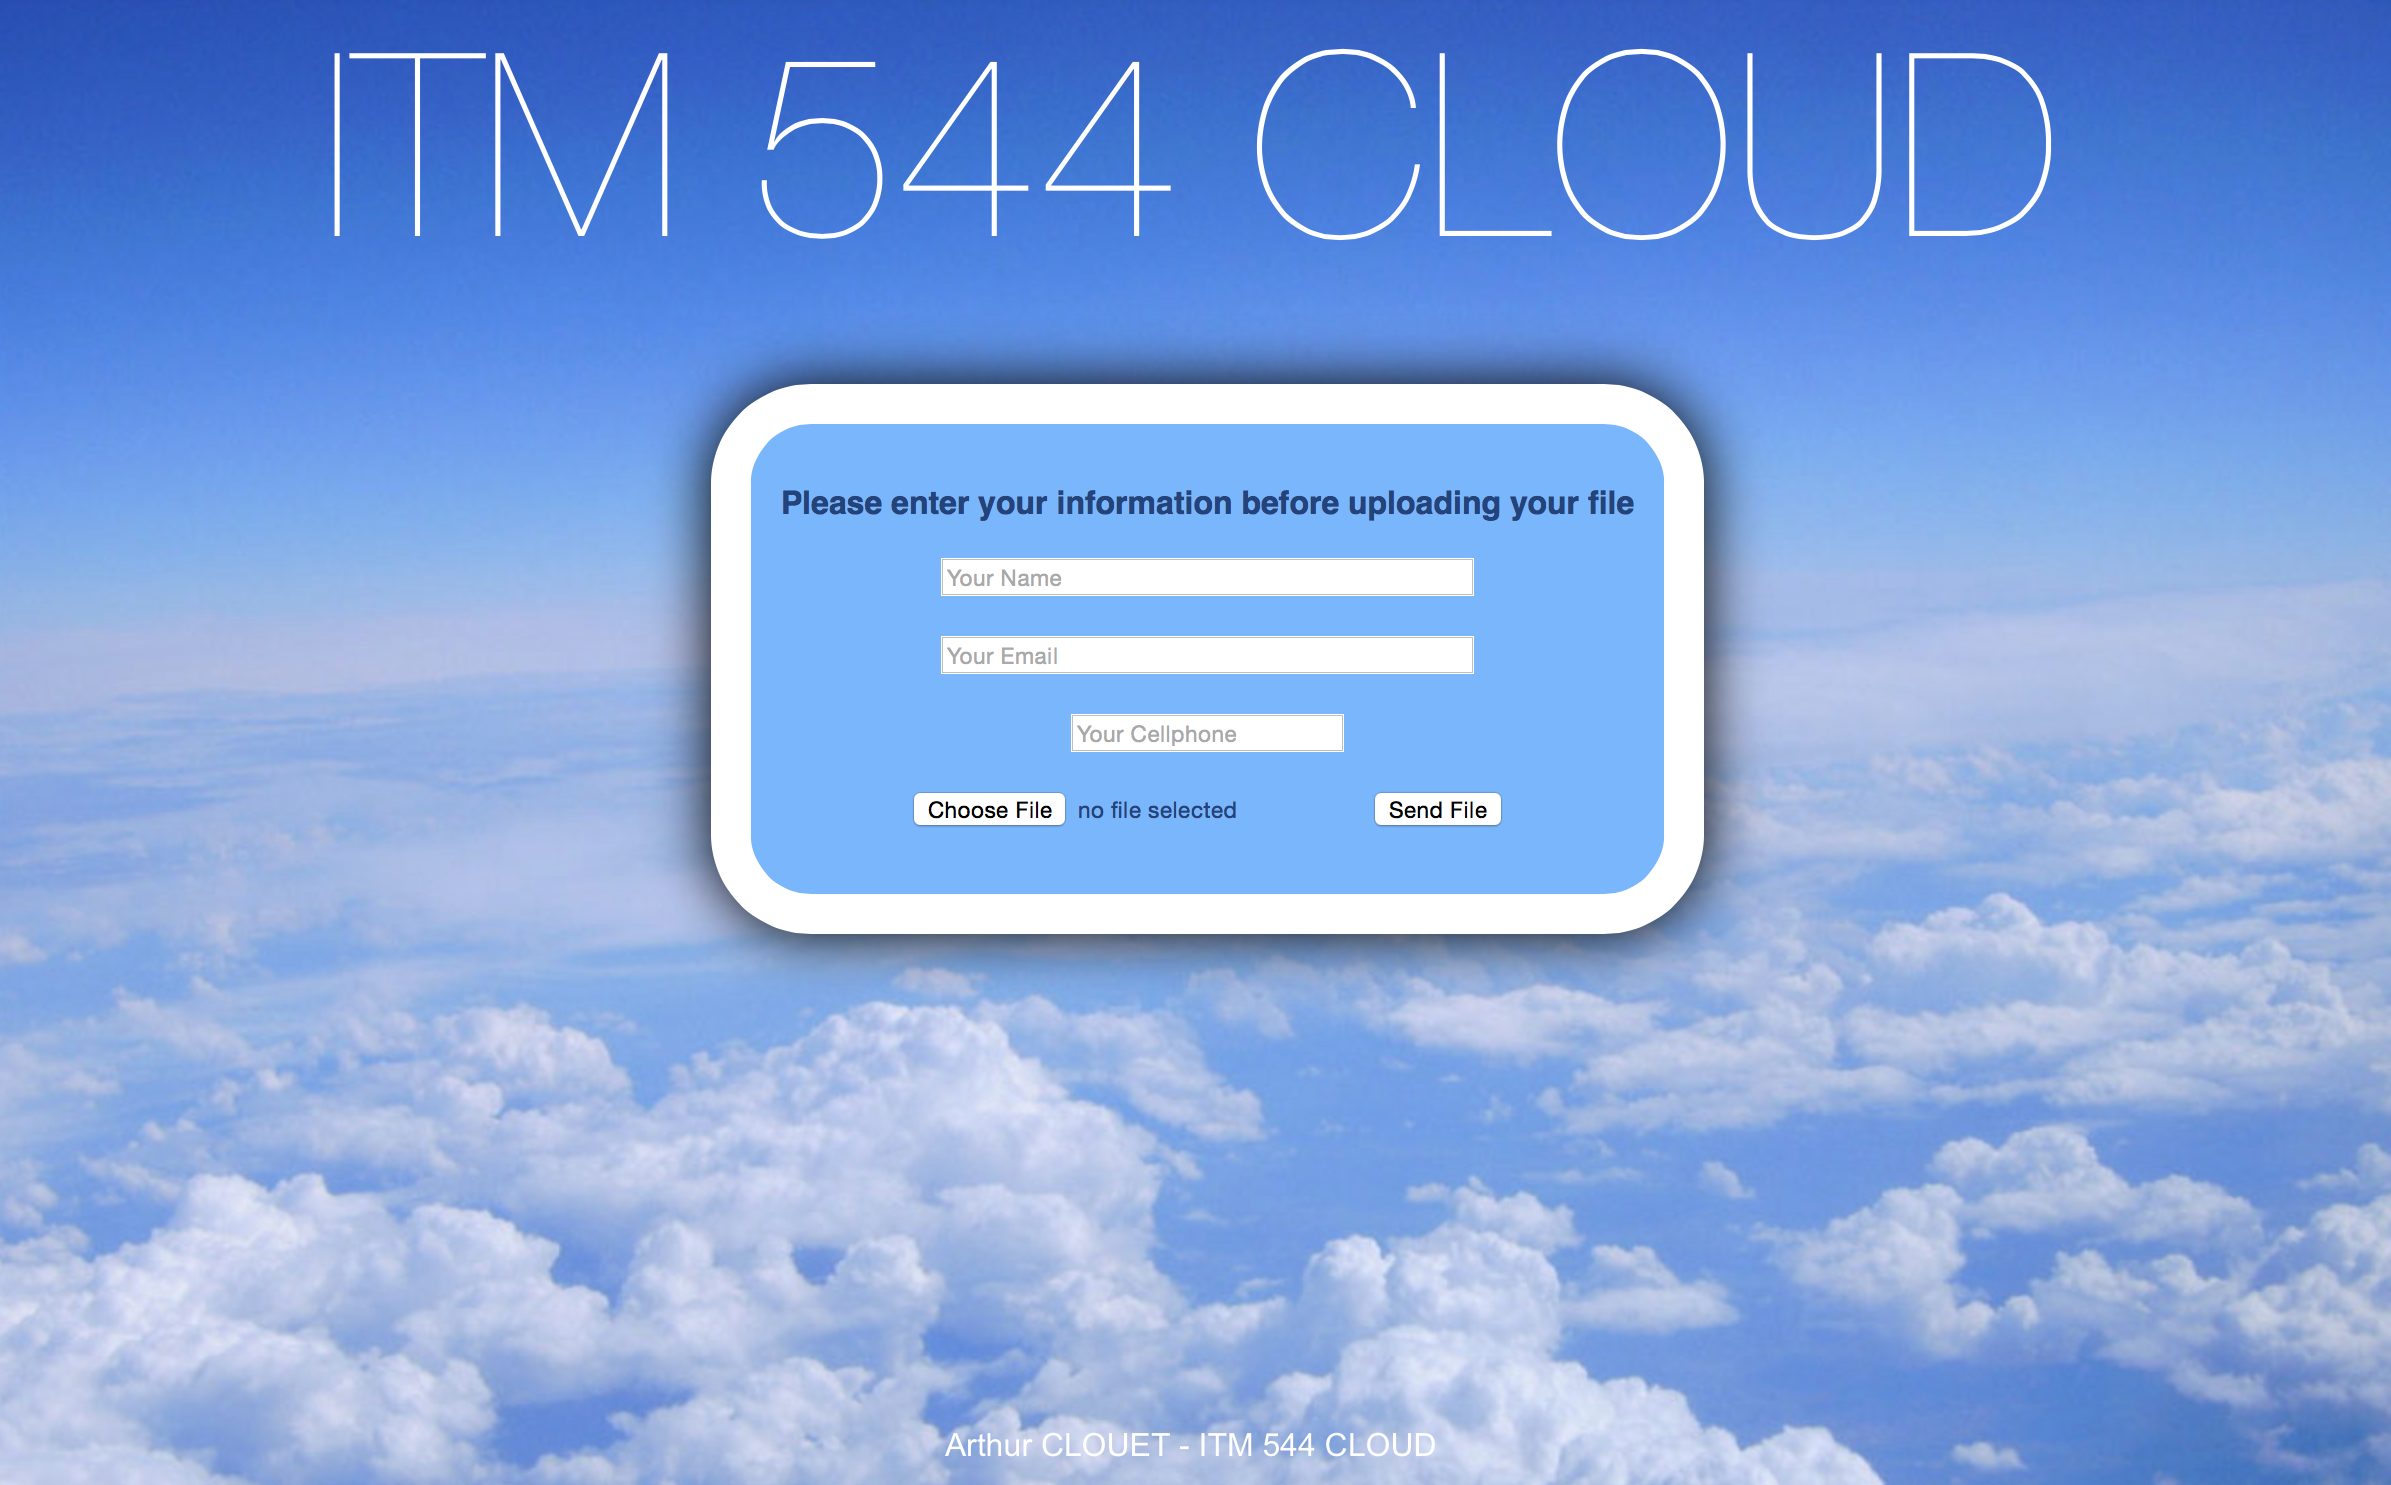 ITM 544 CLOUD
Please enter your information before uploading your file
Your Name
Your Email
Your Cellphone
Choose File no file selected Send File
Arthur CLOUET - ITM 544 CLOUD